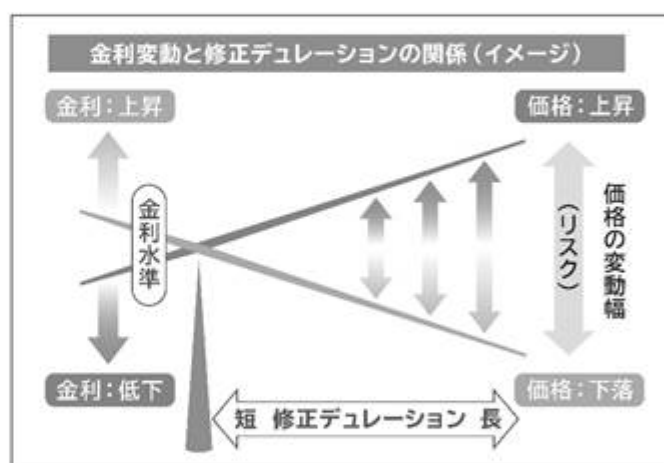 金利変動と修正デュレーションの関係（イメージ）
金利：上昇
価格：上昇
金利水準
価格の変動幅
（リスク）
金利：低下
短 修正デュレーション 長
価格：下落